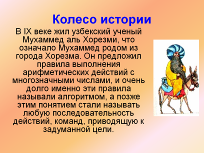 Колесо истории
В IX веке жил узбекский ученый
Мухаммед аль Хорезми, что
означало Мухаммед родом из
города Хорезма. Он предложил
правила выполнения
арифметических действий с
многозначными числами, и очень
долго именно эти правила
называли алгоритмом, а позже
этим понятием стали называть
любую последовательность
действий, команд, приводящую к
задуманной цели.